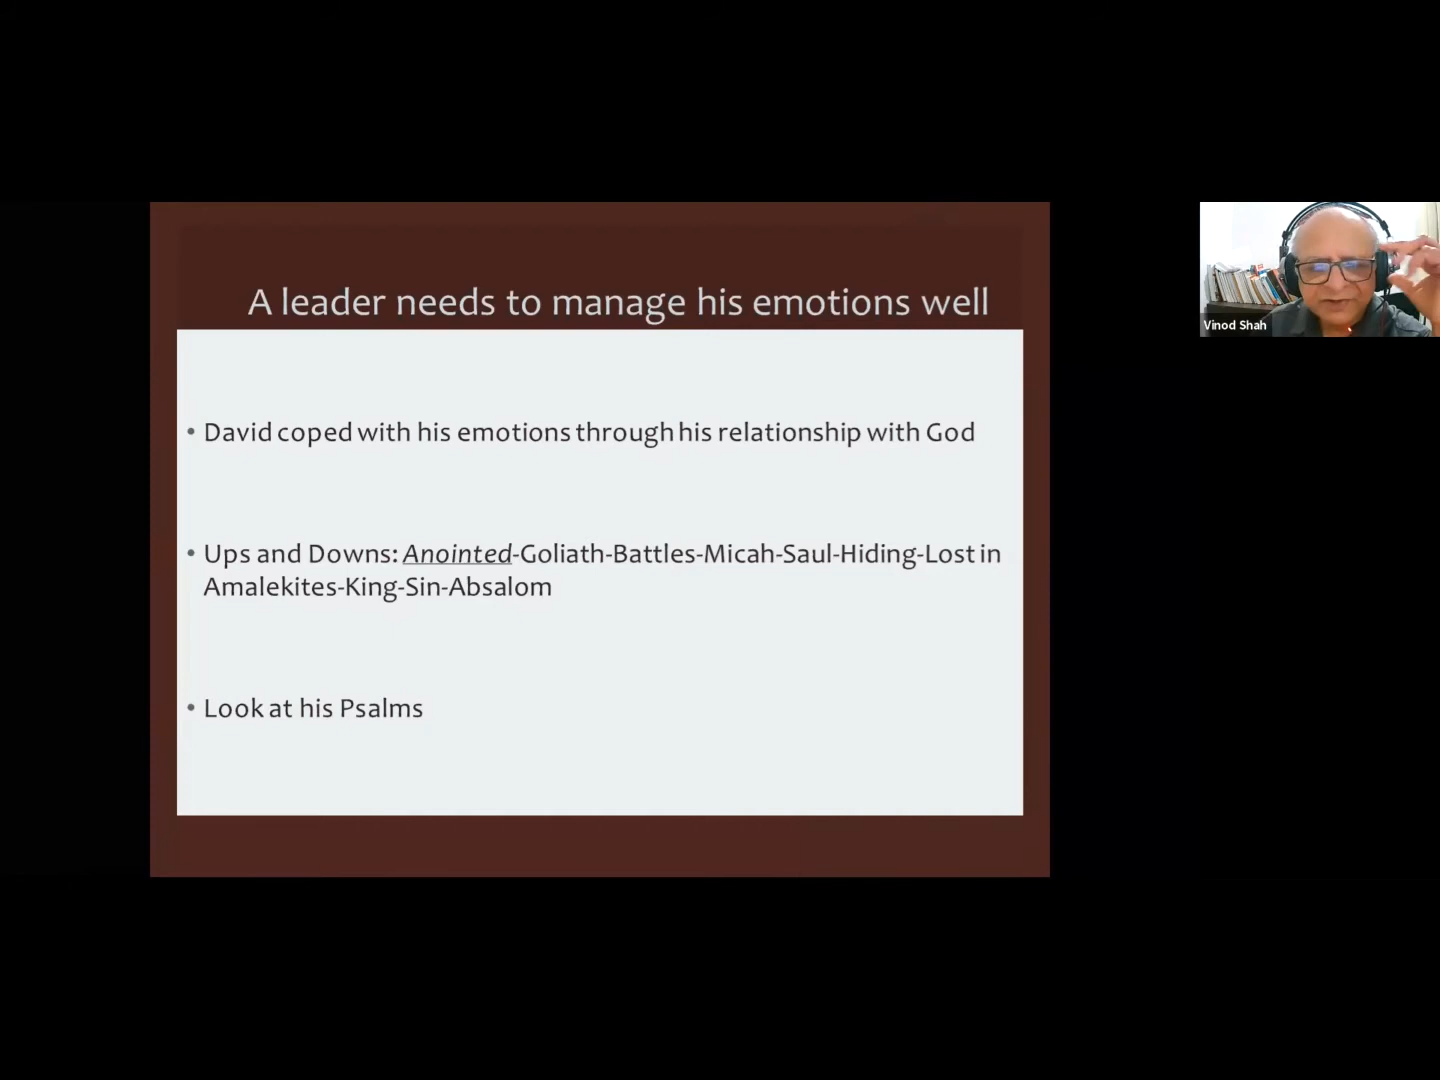 A leader needs to manage his emotions well
• David coped with his emotions through his relationship with God
• Ups and Downs: Anointed-Goliath-Battles-Micah-Saul-Hiding-Lost in
Amalekites-King-Sin-Absalom
• Look at his Psalms
Vinod Shah